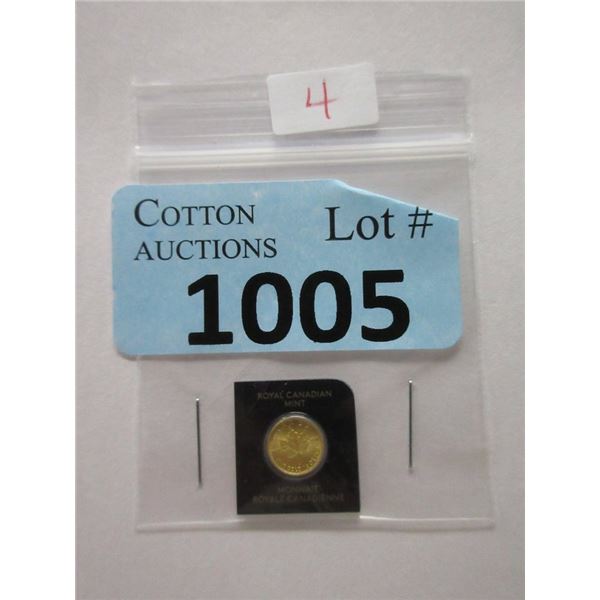 4
COTTON
AUCTIONS
Lot #
1005
ROYAL CANADIAN
MINT
MONNAIE
ROYALE CANADIENNE